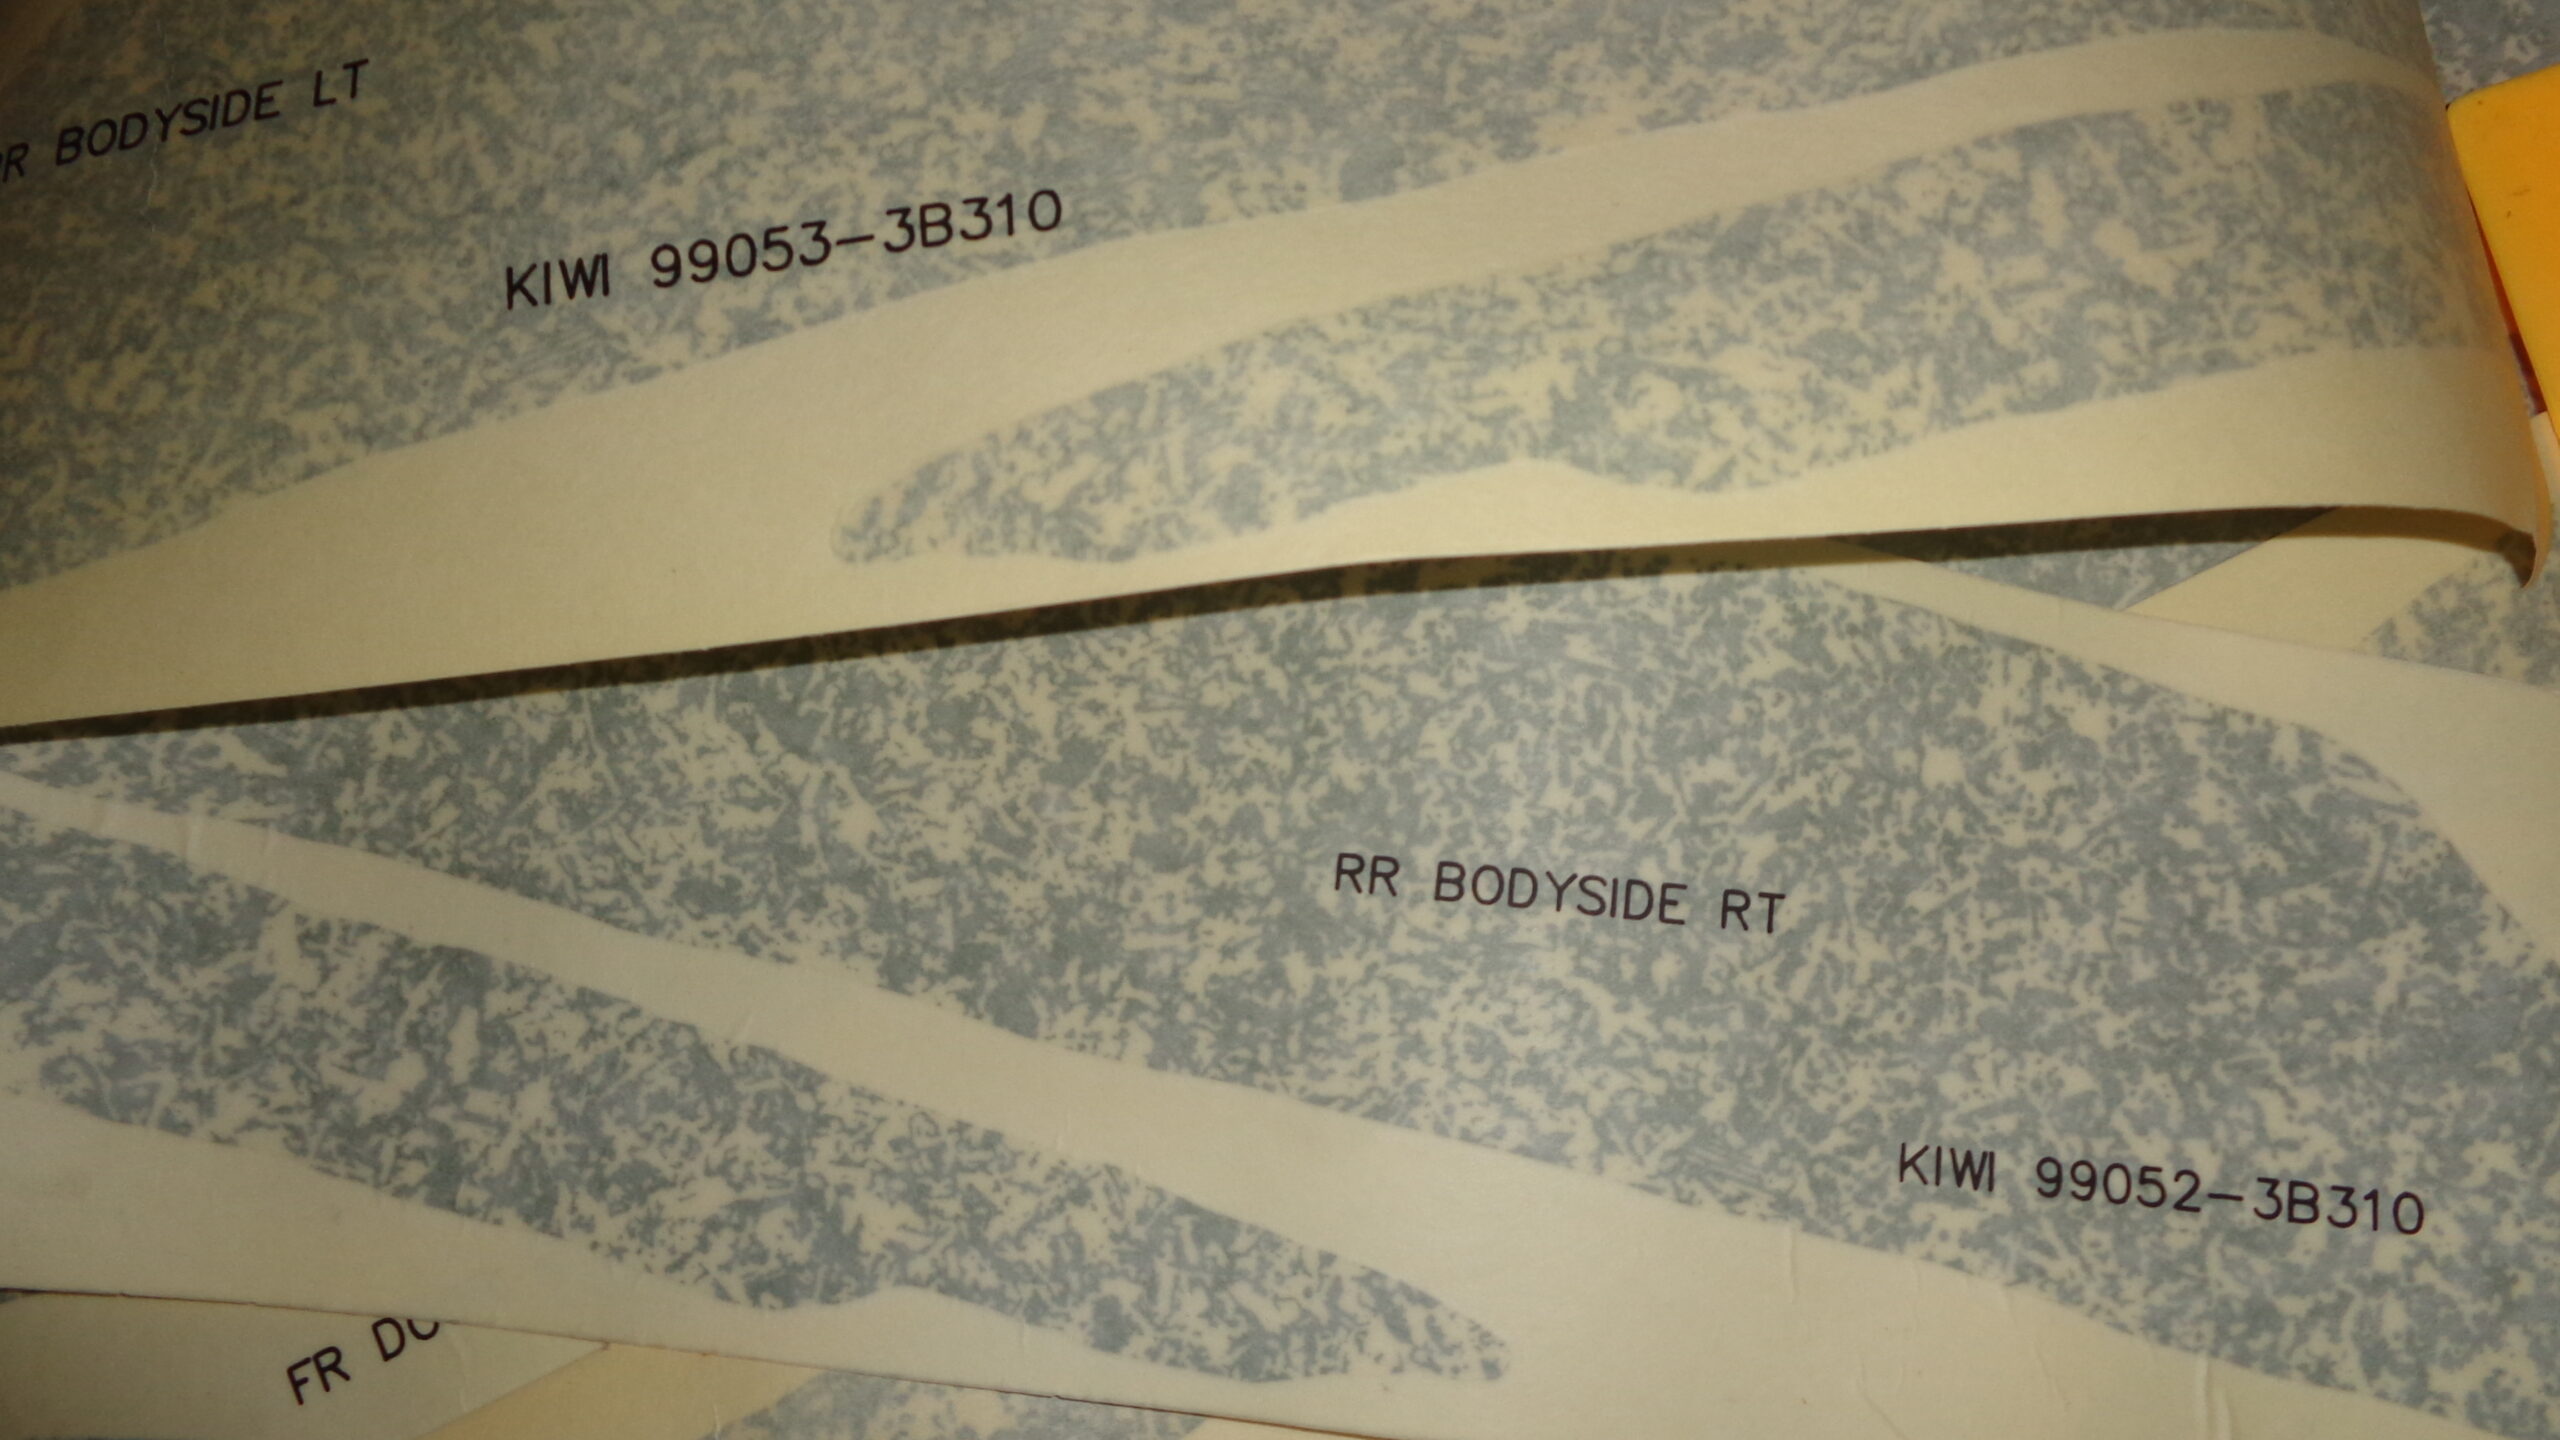 BODYSIDE LT
KIWI 99053-3B310
RR BODYSIDE RT
KIWI 99052-3B310
FR